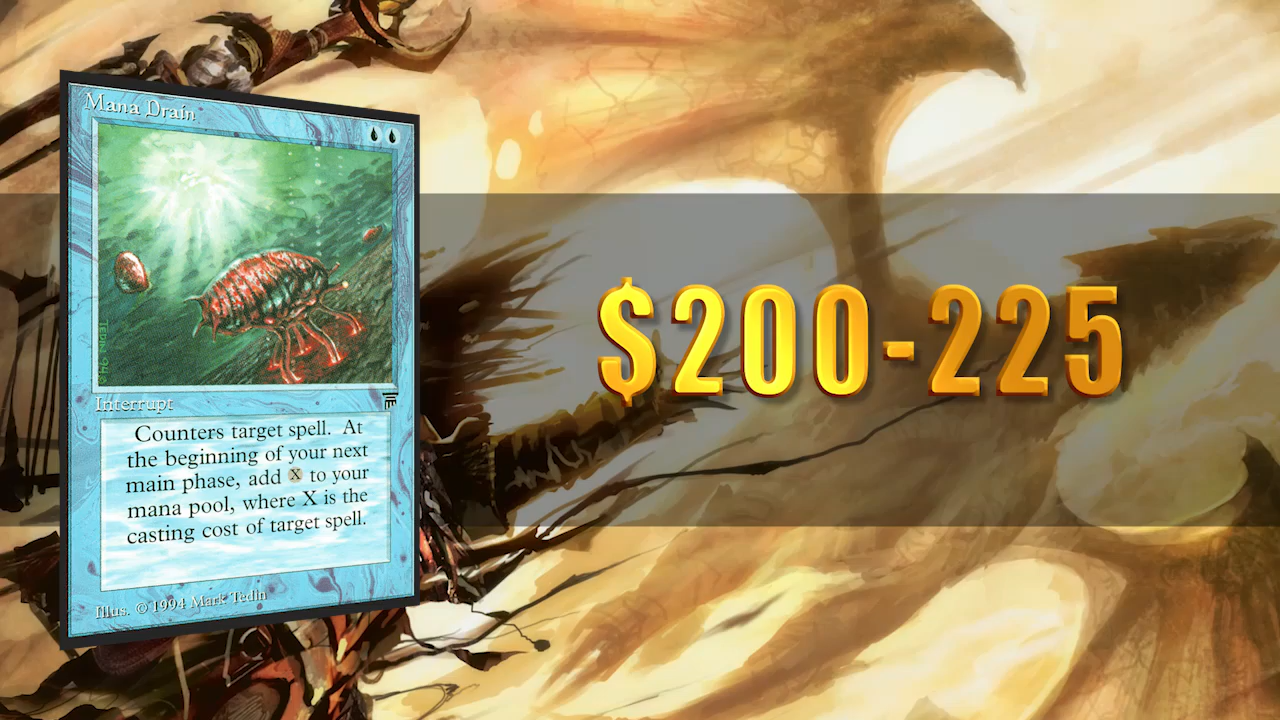 Mana Drain
Interrupt
Counters target spell. At
the beginning of your next
main phase, add X to your
mana pool, where X is the
casting cost of target spell.
Illus. © 1994 Mark Tedin
$200-225